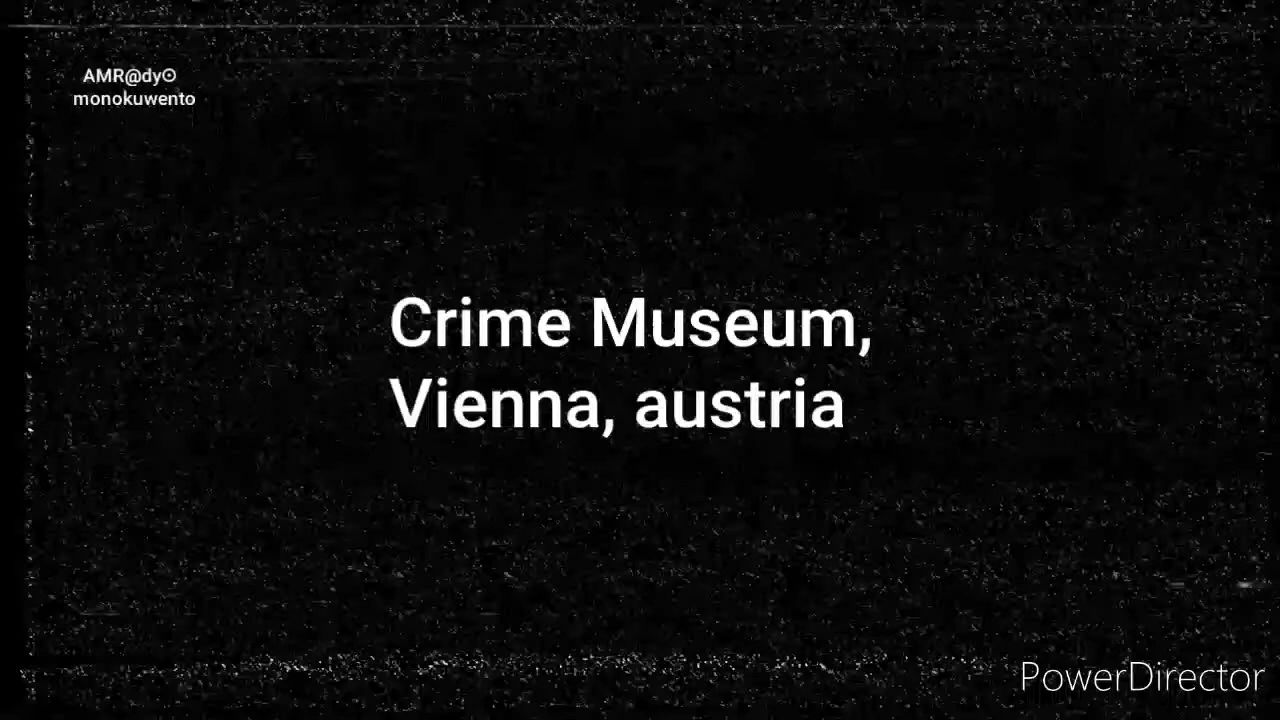 AMR@dy⊙
monokuwento
Crime Museum,
Vienna, austria
PowerDirector